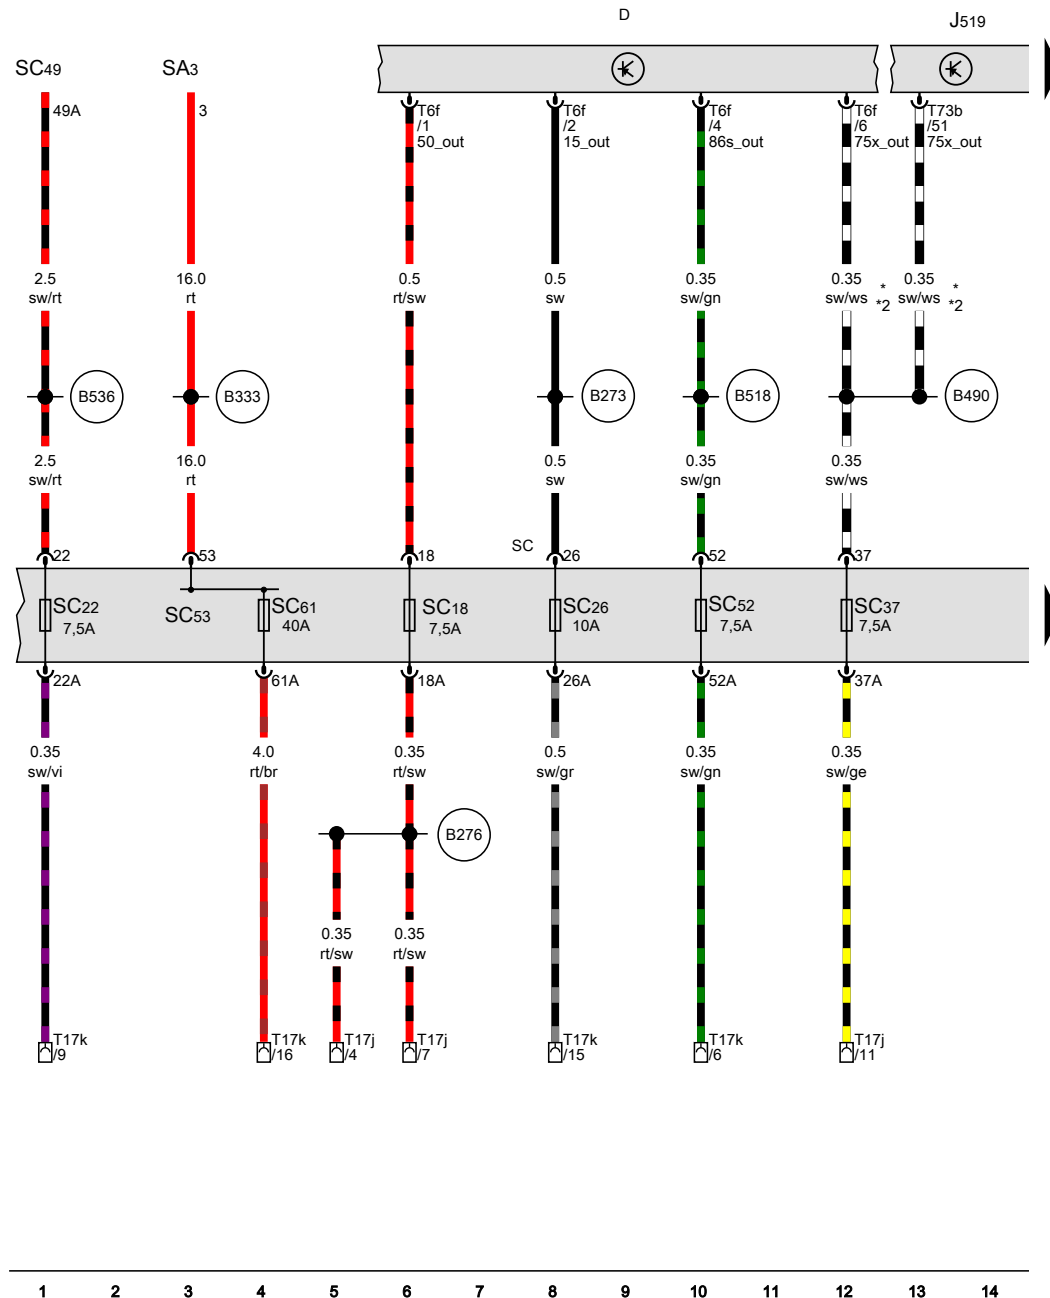 D
J519
SC49
SA3
49A
3
T6f
/1
50_out
T6f
/2
15_out
T6f
/4
86s_out
T6f
/6
75x_out
T73b
/51
75x_out
2.5
sw/rt
16.0
rt
0.5
rt/sw
0.5
sw
0.35
sw/gn
0.35
sw/ws
*
*2
0.35
sw/ws
*
*2
B536
B333
B273
B518
B490
2.5
sw/rt
16.0
rt
0.5
sw
0.35
sw/gn
0.35
sw/ws
SC
22
53
18
26
52
37
SC22
7,5A
SC53
SC61
40A
SC18
7,5A
SC26
10A
SC52
7,5A
SC37
7,5A
22A
61A
18A
26A
52A
37A
0.35
sw/vi
4.0
rt/br
0.35
rt/sw
0.5
sw/gr
0.35
sw/gn
0.35
sw/ge
B276
0.35
rt/sw
0.35
rt/sw
T17k
/9
T17k
/16
T17j
/4
T17j
/7
T17k
/15
T17k
/6
T17j
/11
1 2 3 4 5 6 7 8 9 10 11 12 13 14